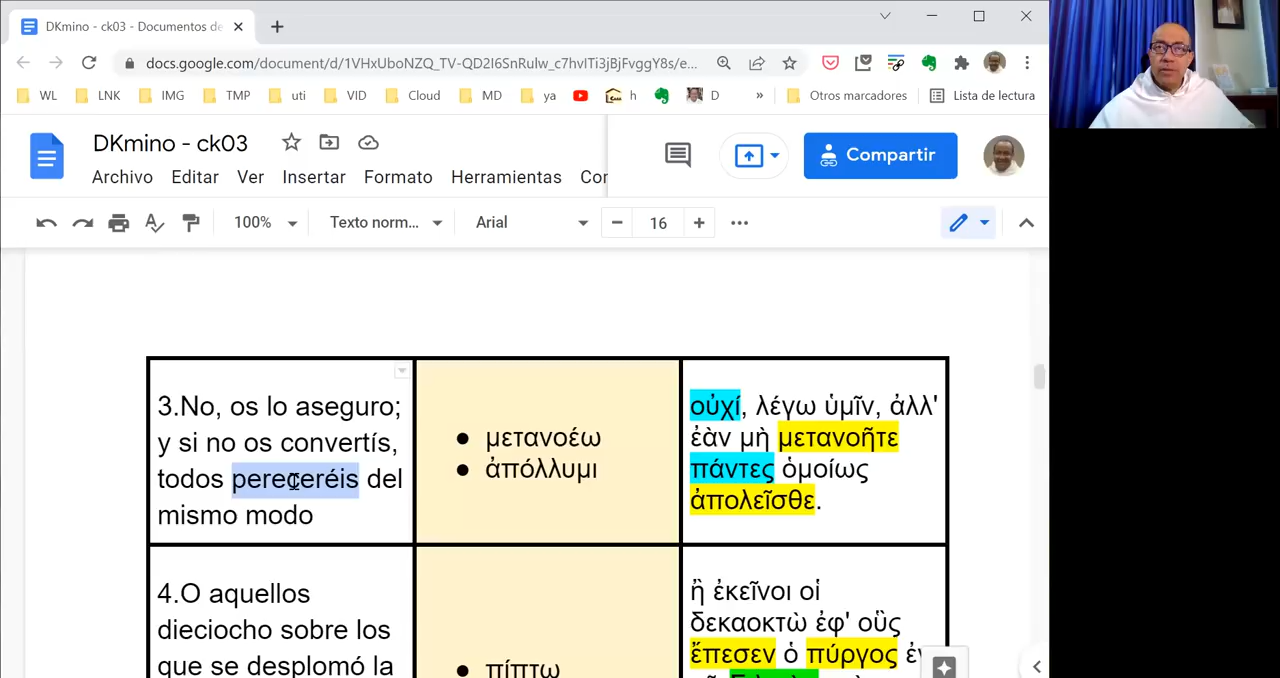 DKmino - ck03 - Documentos de
docs.google.com/document/d/1VHxUboNZQ_TV-QD2I6SnRuIw_c7hvITi3jBjFvggY8s/e...
WL LNK IMG TMP uti VID Cloud MD ya h D » Otros marcadores Lista de lectura
DKmino - ck03
Compartir
Archivo Editar Ver Insertar Formato Herramientas Cor
100% Texto norm... Arial 16
3.No, os lo aseguro;
y si no os convertís,
todos pereceréis del
mismo modo
● μετανοέω
● ἀπόλλυμι
οὐχί, λέγω ὑμῖν, ἀλλ'
ἐὰν μὴ μετανοῆτε
πάντες ὁμοίως
ἀπολεῖσθε.
4.O aquellos
dieciocho sobre los
que se desplomó la
● πίπτω
ἢ ἐκεῖνοι οἱ
δεκαοκτὼ ἐφ' οὓς
ἔπεσεν ὁ πύργος ἐν